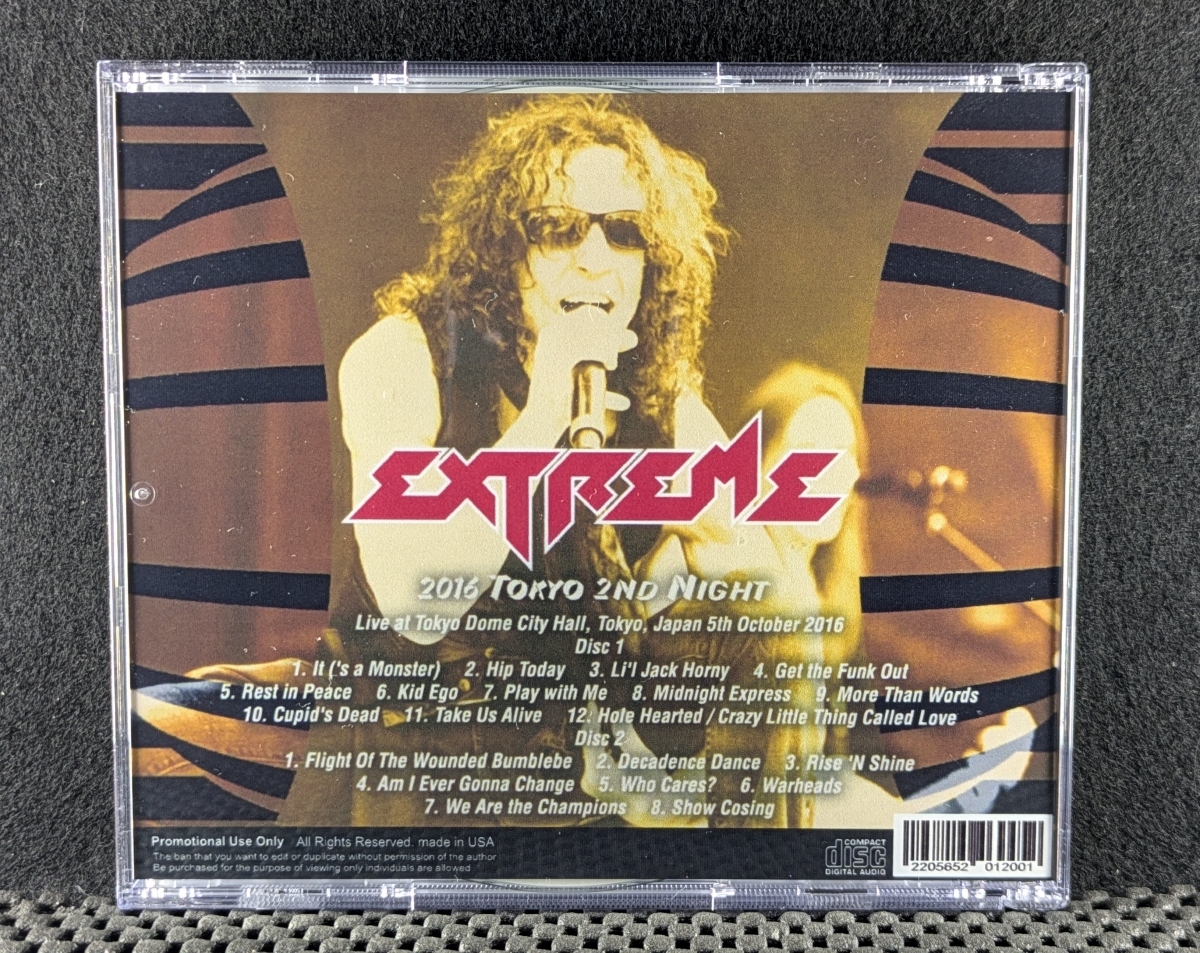 EXTREME
2016 TOKYO 2ND NIGHT
Live at Tokyo Dome City Hall, Tokyo, Japan 5th October 2016
Disc 1
1. It ('s a Monster) 2. Hip Today 3. Li'l Jack Horny 4. Get the Funk Out
5. Rest in Peace 6. Kid Ego 7. Play with Me 8. Midnight Express 9. More Than Words
10. Cupid's Dead 11. Take Us Alive 12. Hole Hearted / Crazy Little Thing Called Love
Disc 2
1. Flight Of The Wounded Bumblebe 2. Decadence Dance 3. Rise 'N Shine
4. Am I Ever Gonna Change 5. Who Cares? 6. Warheads
7. We Are the Champions 8. Show Cosing
Promotional Use Only All Rights Reserved. made in USA
The ban that you want to edit or duplicate without permission of the author
Be purchased for the purpose of viewing only individuals are allowed
COMPACT
disc
DIGITAL AUDIO
2205652 012001